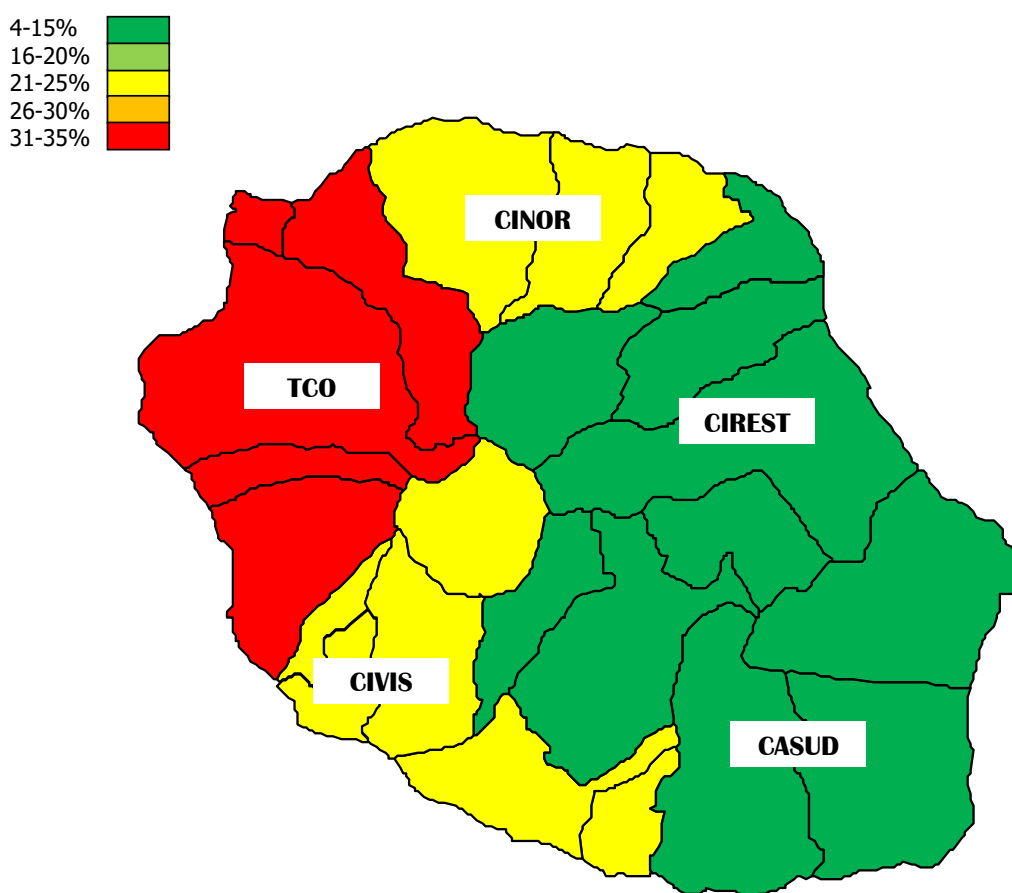 4-15%
16-20%
21-25%
26-30%
31-35%
CINOR
TCO
CIREST
CIVIS
CASUD